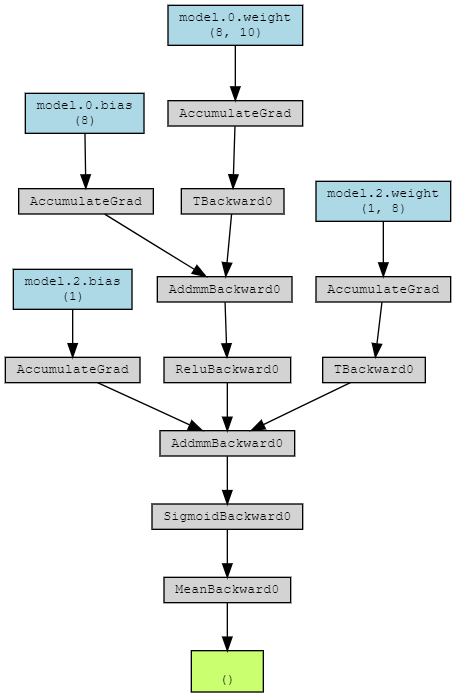 model.0.weight
(8, 10)
model.0.bias
(8)
AccumulateGrad
AccumulateGrad
TBackward0
model.2.weight
(1, 8)
model.2.bias
(1)
AddmmBackward0
AccumulateGrad
AccumulateGrad
ReluBackward0
TBackward0
AddmmBackward0
SigmoidBackward0
MeanBackward0
()